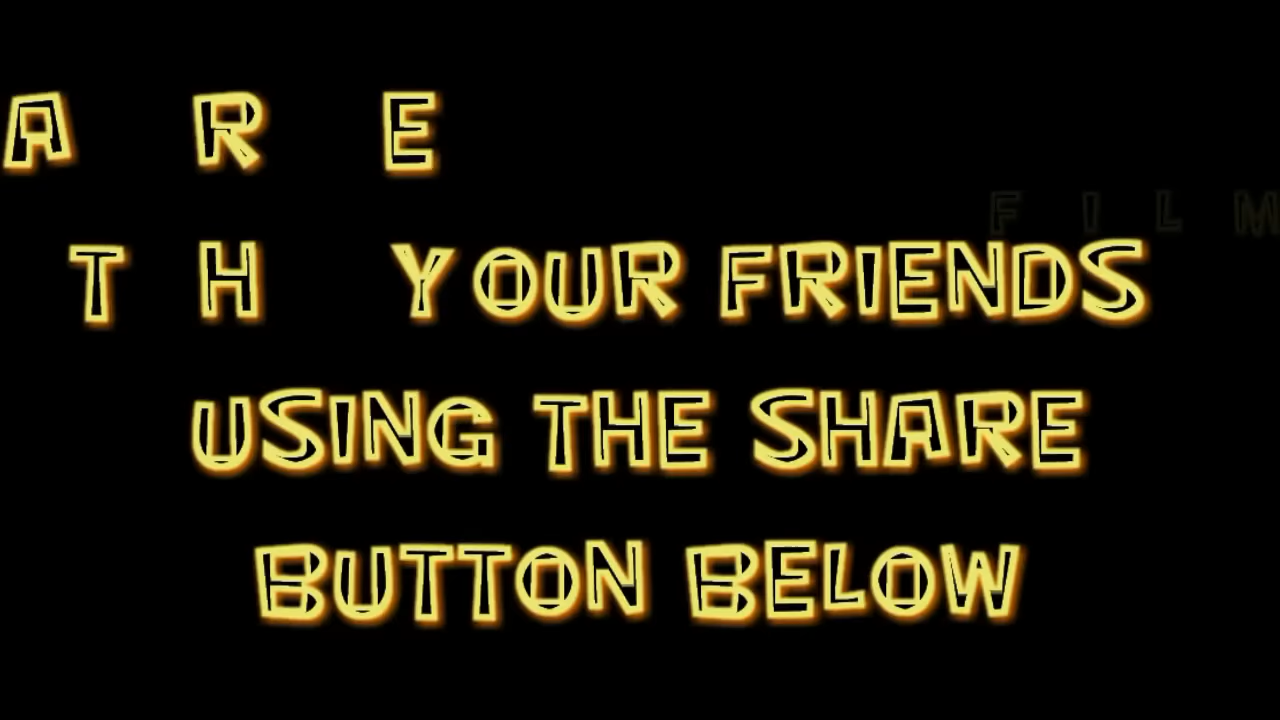 A R E
F I L M
T H YOUR FRIENDS
USING THE SHARE
BUTTON BELOW